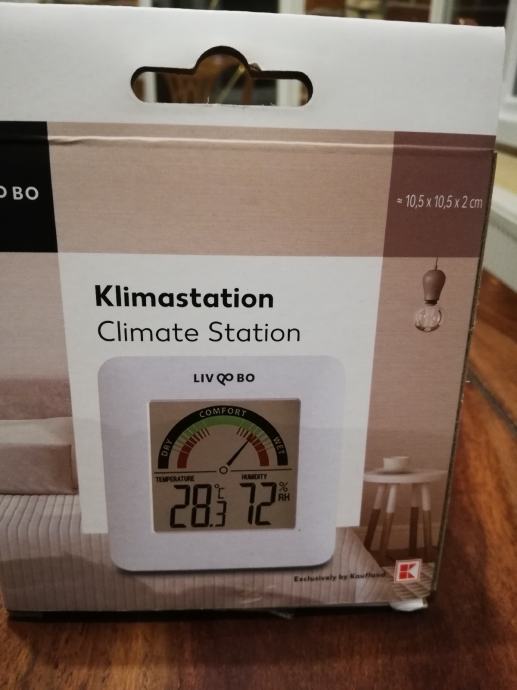 BO
≈ 10,5 x 10,5 x 2 cm
Klimastation
Climate Station
LIV BO
DRY COMFORT WET
TEMPERATURE HUMIDITY
28.3 °C 72 % RH
Exclusively by Kaufland K